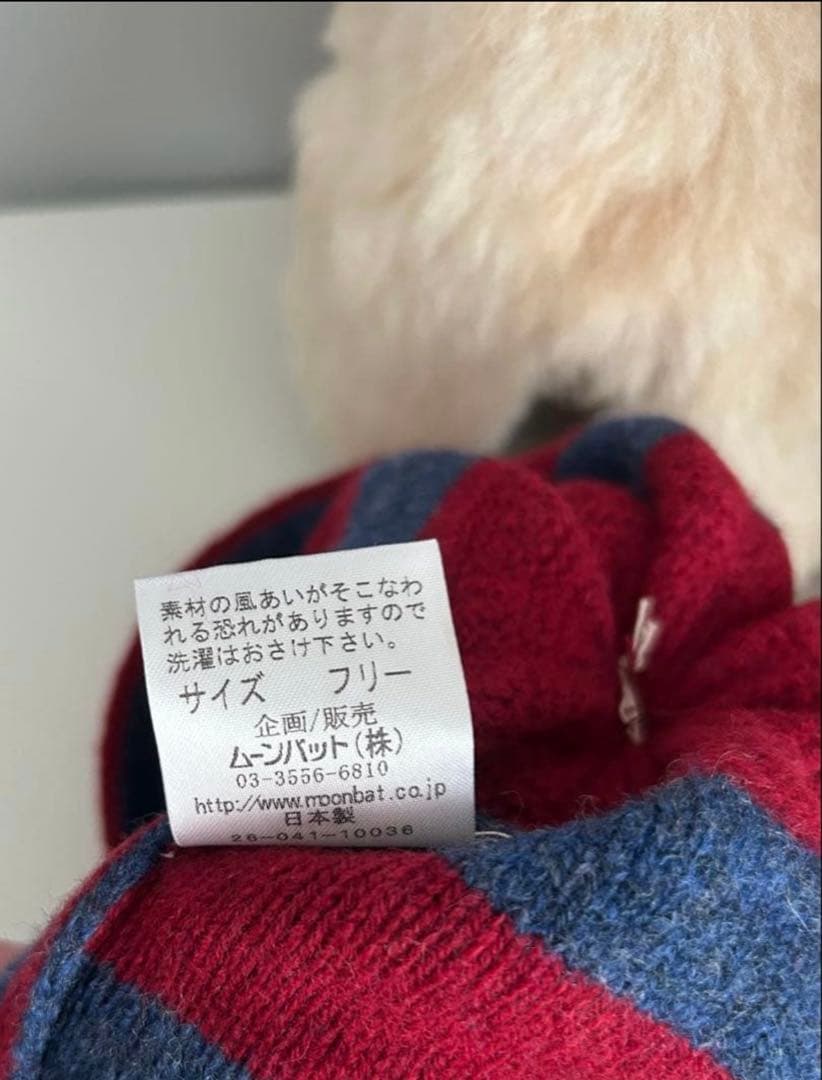 素材の風あいがそこなわ
れる恐れがありますので
洗濯はおさけ下さい。
サイズ フリー
企画/販売
ムーンバット(株)
03-3556-6810
http://www.moonbat.co.jp
日本製
26-041-10036